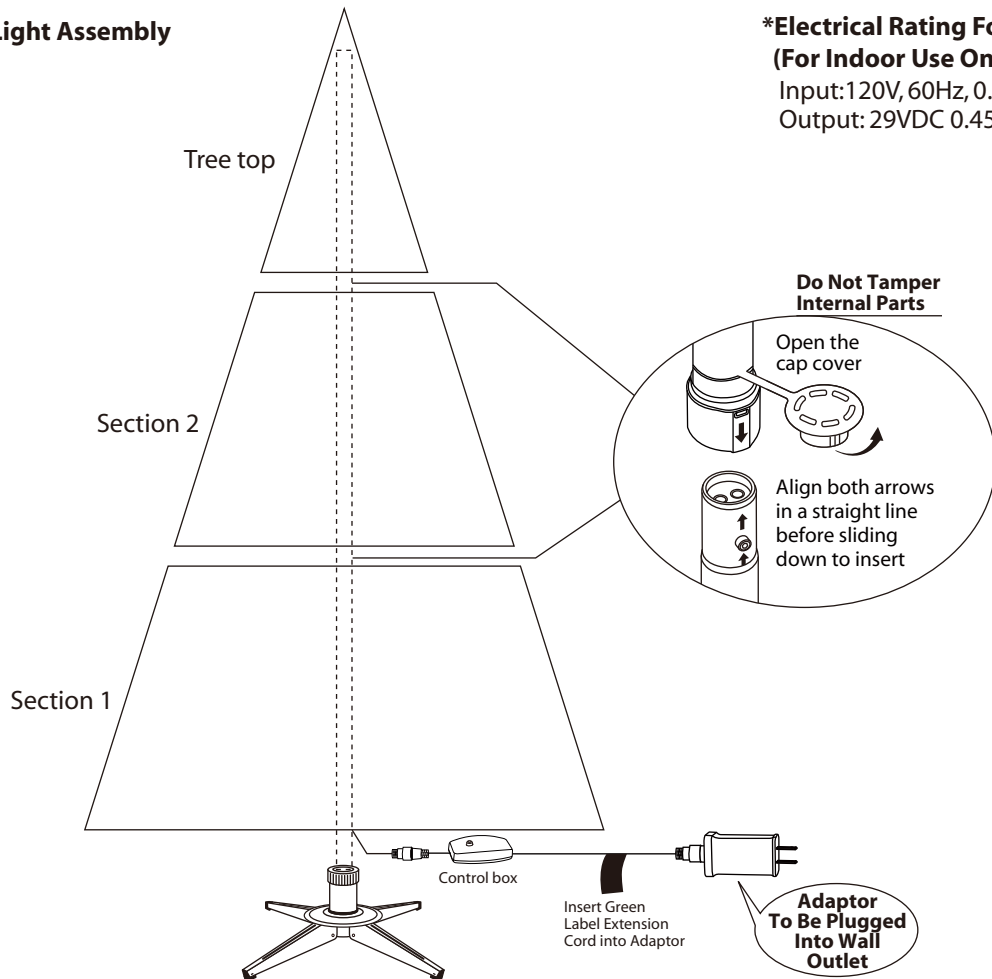 Light Assembly
*Electrical Rating Fo
(For Indoor Use On
Input:120V, 60Hz, 0.
Output: 29VDC 0.45
Tree top
Do Not Tamper
Internal Parts
Open the
cap cover
Section 2
Align both arrows
in a straight line
before sliding
down to insert
Section 1
Control box
Insert Green
Label Extension
Cord into Adaptor
Adaptor
To Be Plugged
Into Wall
Outlet